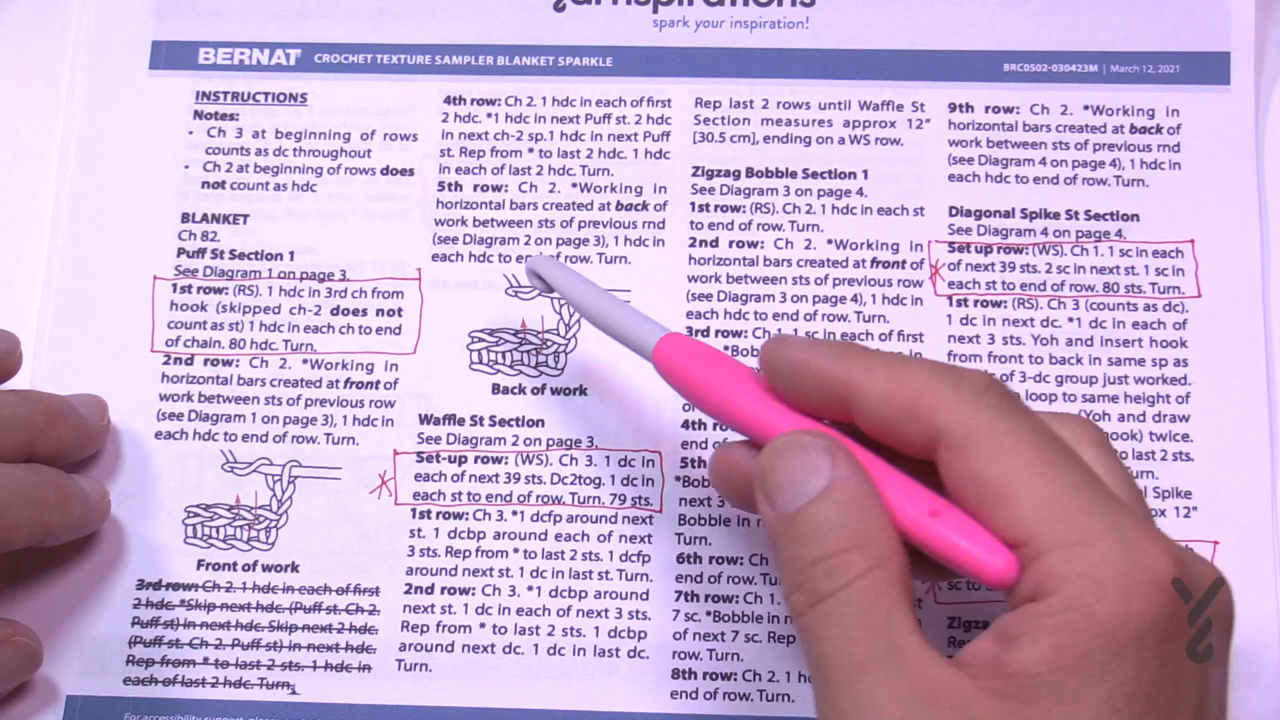 yarnspirations
spark your inspiration!
BERNAT CROCHET TEXTURE SAMPLER BLANKET SPARKLE
BRC0502-030423M | March 12, 2021
INSTRUCTIONS
Notes:
• Ch 3 at beginning of rows
counts as dc throughout
• Ch 2 at beginning of rows does
not count as hdc
BLANKET
Ch 82.
Puff St Section 1
See Diagram 1 on page 3.
1st row: (RS). 1 hdc in 3rd ch from
hook (skipped ch-2 does not
count as st) 1 hdc in each ch to end
of chain. 80 hdc. Turn.
2nd row: Ch 2. *Working in
horizontal bars created at front of
work between sts of previous row
(see Diagram 1 on page 3), 1 hdc in
each hdc to end of row. Turn.
Front of work
3rd row: Ch 2. 1 hdc in each of first
2 hdc. *Skip next hdc. (Puff st. Ch 2.
Puff st) in next hdc. Skip next 2 hdc.
(Puff st. Ch 2. Puff st) in next hdc.
Rep from * to last 2 sts. 1 hdc in
each of last 2 hdc. Turn.
4th row: Ch 2. 1 hdc in each of first
2 hdc. *1 hdc in next Puff st. 2 hdc
in next ch-2 sp. 1 hdc in next Puff
st. Rep from * to last 2 hdc. 1 hdc
in each of last 2 hdc. Turn.
5th row: Ch 2. *Working in
horizontal bars created at back of
work between sts of previous rnd
(see Diagram 2 on page 3), 1 hdc in
each hdc to end of row. Turn.
Back of work
Waffle St Section
See Diagram 2 on page 3.
Set-up row: (WS). Ch 3. 1 dc in
each of next 39 sts. Dc2tog. 1 dc in
each st to end of row. Turn. 79 sts.
1st row: Ch 3. *1 dcfp around next
st. 1 dcbp around each of next
3 sts. Rep from * to last 2 sts. 1 dcfp
around next st. 1 dc in last st. Turn.
2nd row: Ch 3. *1 dcbp around
next st. 1 dc in each of next 3 sts.
Rep from * to last 2 sts. 1 dcbp
around next dc. 1 dc in last dc.
Turn.
Rep last 2 rows until Waffle St
Section measures approx 12"
[30.5 cm], ending on a WS row.
Zigzag Bobble Section 1
See Diagram 3 on page 4.
1st row: (RS). Ch 2. 1 hdc in each st
to end of row. Turn.
2nd row: Ch 2. *Working in
horizontal bars created at front of
work between sts of previous rnd
(see Diagram 3 on page 4), 1 hdc in
each hdc to end of row. Turn.
3rd row: Ch 1. 1 sc in each of first
4th
end of
5th
next 3
Bobble in
Turn.
6th row: Ch
end of row. Tu
7th row: Ch 1.
7 sc. *Bobble in n
of next 7 sc. Rep
row. Turn.
8th row: Ch 2. 1
end of row. Turn.
9th row: Ch 2. *Working in
horizontal bars created at back of
work between sts of previous rnd
(see Diagram 4 on page 4), 1 hdc in
each hdc to end of row. Turn.
Diagonal Spike St Section
See Diagram 4 on page 4.
Set up row: (WS). Ch 1. 1 sc in each
of next 39 sts. 2 sc in next st. 1 sc in
each st to end of row. 80 sts. Turn.
1st row: (RS). Ch 3 (counts as dc).
1 dc in next dc. *1 dc in each of
next 3 sts. Yoh and insert hook
from front to back in same sp as
of 3-dc group just worked.
loop to same height of
(Yoh and draw
hook) twice.
to last 2 sts.
Spike
12"
sc to